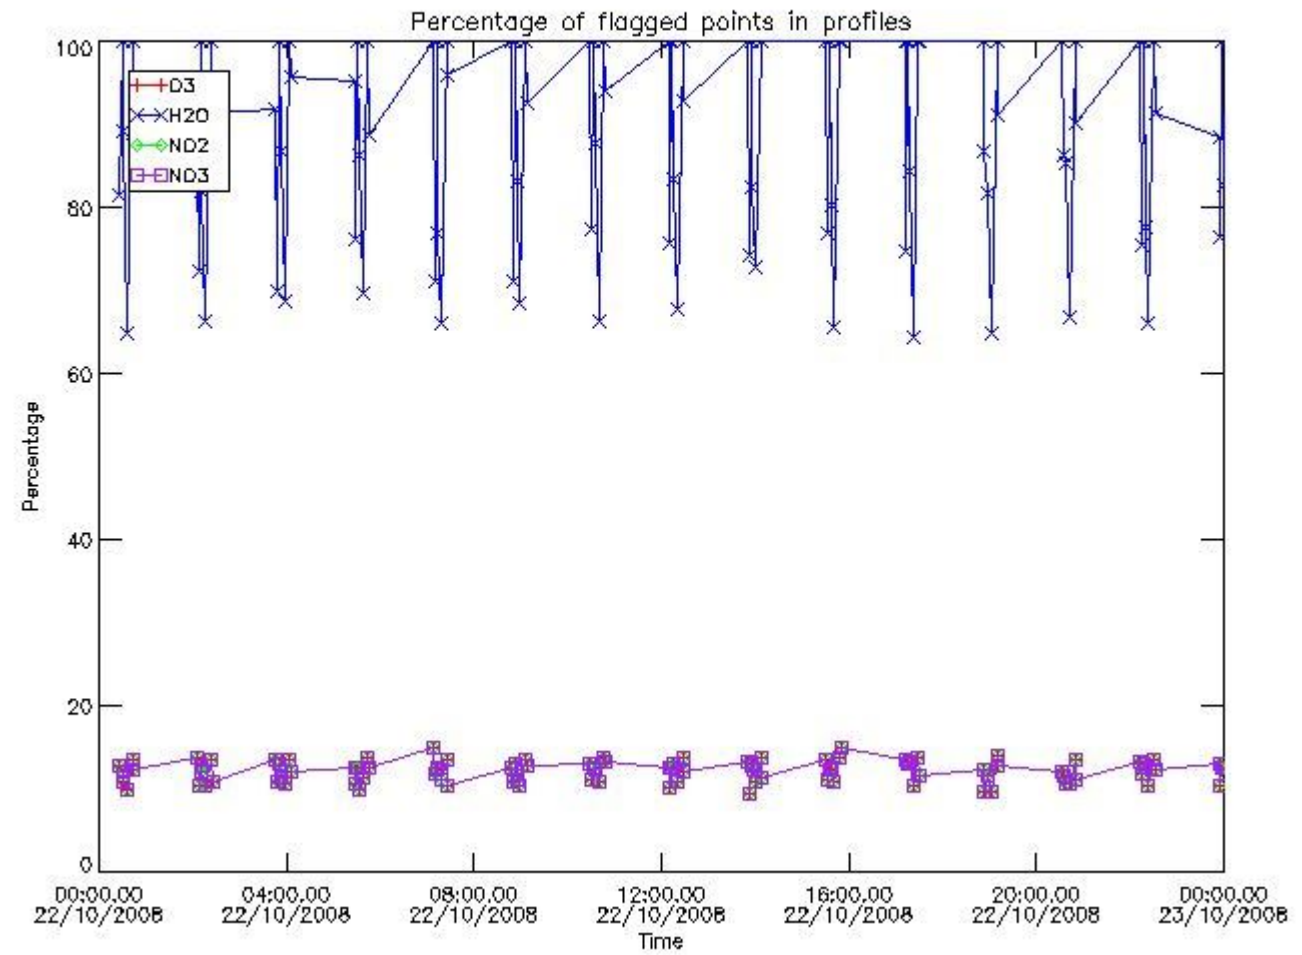 Percentage of flagged points in profiles
100
80
60
40
20
0
Percentage
O3
H2O
NO2
NO3
00:00.00 04:00.00 08:00.00 12:00.00 16:00.00 20:00.00 00:00.00
22/10/2008 22/10/2008 22/10/2008 22/10/2008 22/10/2008 22/10/2008 23/10/2008
Time